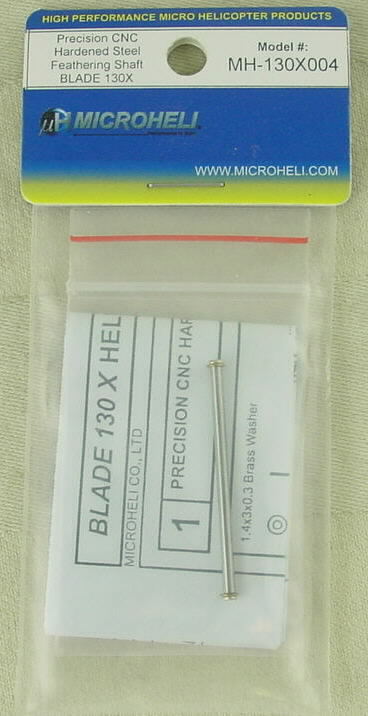 HIGH PERFORMANCE MICRO HELICOPTER PRODUCTS
Precision CNC
Hardened Steel
Feathering Shaft
BLADE 130X
Model #:
MH-130X004
μH MICROHELI
WWW.MICROHELI.COM
BLADE 130 X HEL
MICROHELI CO., LTD
1
PRECISION CNC HAR
1.4x3x0.3 Brass Washer